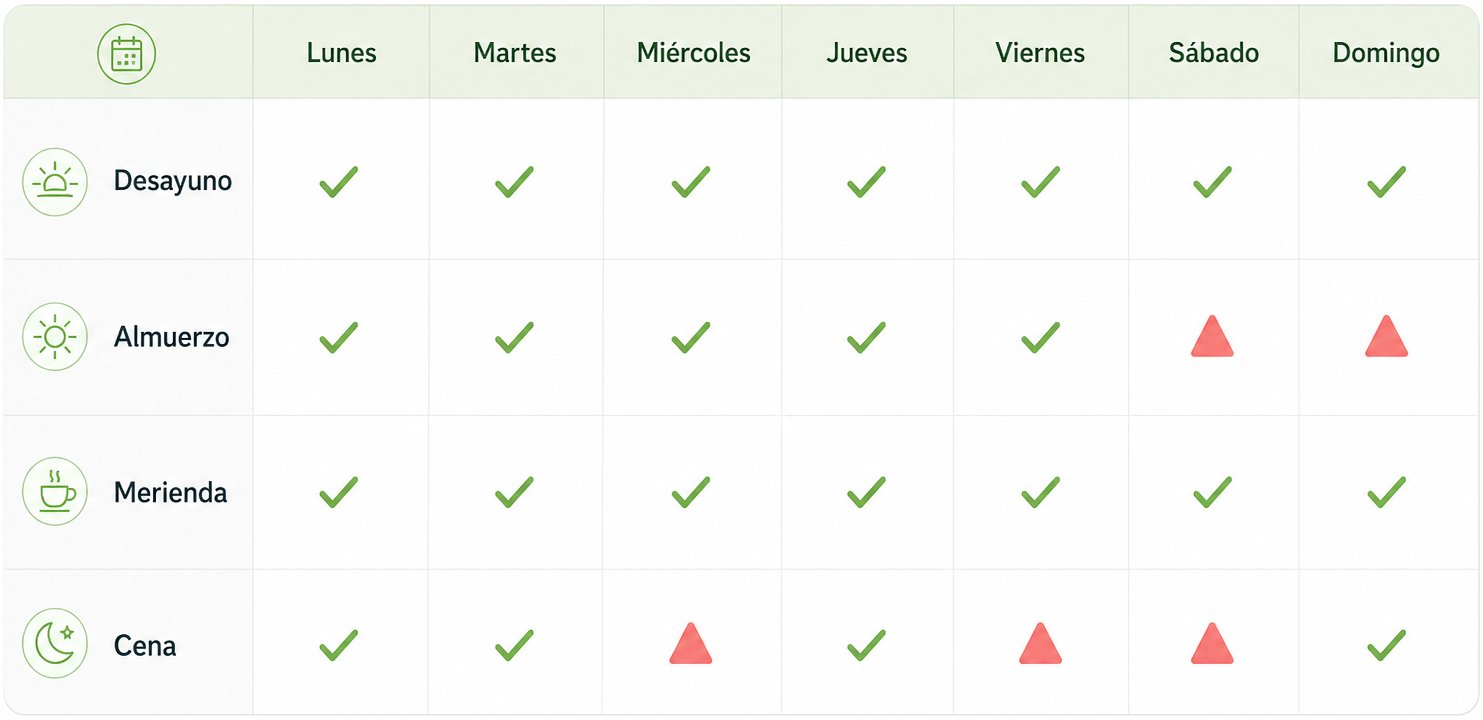 Lunes Martes Miércoles Jueves Viernes Sábado Domingo
Desayuno
Almuerzo
Merienda
Cena